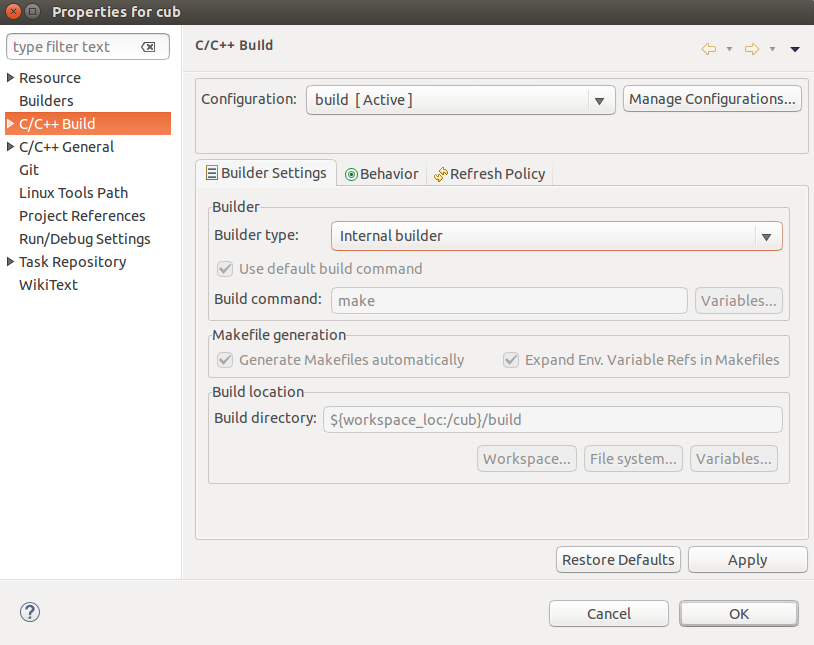 Properties for cub
type filter text
Resource
Builders
C/C++ Build
C/C++ General
Git
Linux Tools Path
Project References
Run/Debug Settings
Task Repository
WikiText
C/C++ Build
Configuration: build [ Active ] Manage Configurations...
Builder Settings Behavior Refresh Policy
Builder
Builder type: Internal builder
Use default build command
Build command: make Variables...
Makefile generation
Generate Makefiles automatically Expand Env. Variable Refs in Makefiles
Build location
Build directory: ${workspace_loc:/cub}/build
Workspace... File system... Variables...
Restore Defaults Apply
? Cancel OK